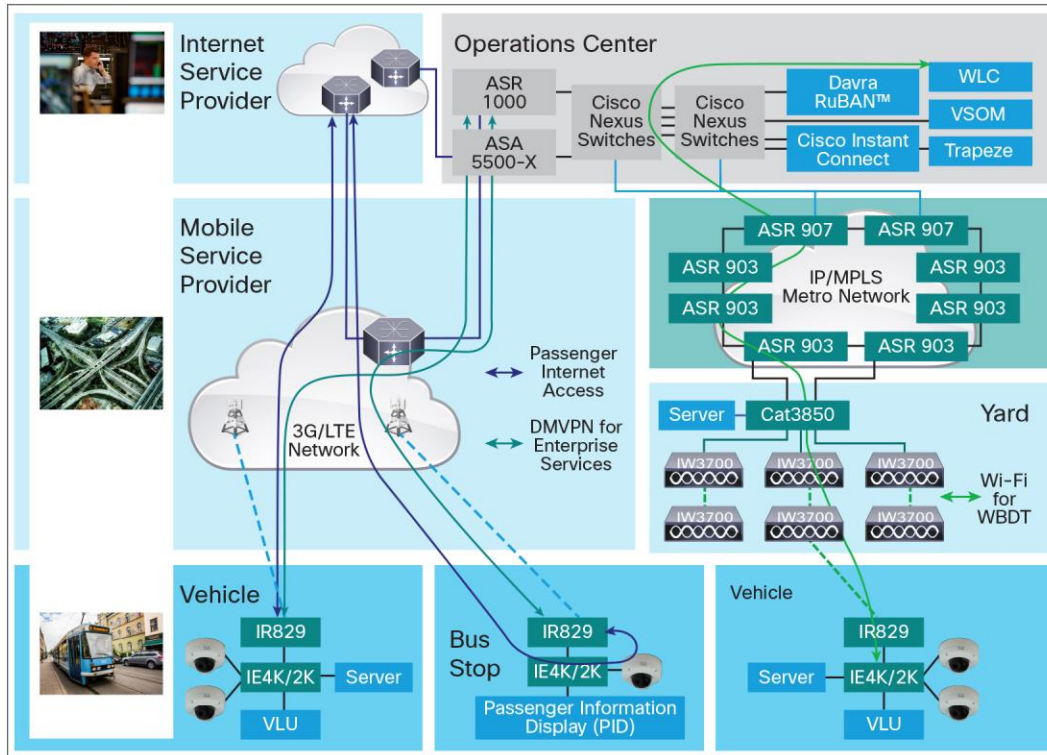 Internet
Service
Provider
Operations Center
ASR
1000
ASA
5500-X
Cisco
Nexus
Switches
Cisco
Nexus
Switches
Davra
RuBAN™
Cisco Instant
Connect
WLC
VSOM
Trapeze
Mobile
Service
Provider
3G/LTE
Network
Passenger
Internet
Access
DMVPN for
Enterprise
Services
ASR 907
ASR 907
ASR 903
ASR 903
IP/MPLS
Metro Network
ASR 903
ASR 903
ASR 903
ASR 903
Yard
Server
Cat3850
IW3700
IW3700
IW3700
IW3700
IW3700
IW3700
Wi-Fi
for
WBDT
Vehicle
IR829
IE4K/2K
Server
VLU
Bus
Stop
IR829
IE4K/2K
Passenger Information
Display (PID)
Vehicle
IR829
Server
IE4K/2K
VLU